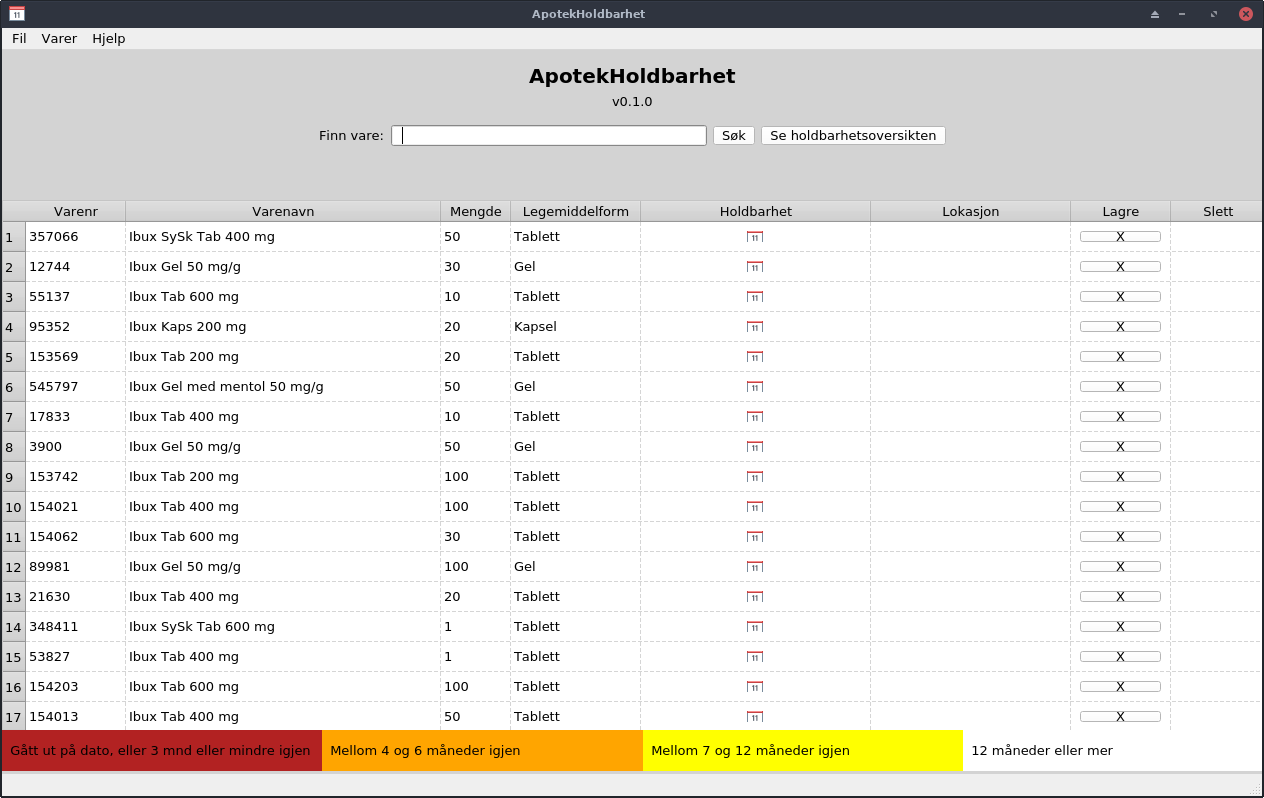 ApotekHoldbarhet
Fil Varer Hjelp
ApotekHoldbarhet
v0.1.0
Finn vare: Søk Se holdbarhetsoversikten
Varenr Varenavn Mengde Legemiddelform Holdbarhet Lokasjon Lagre Slett
1 357066 Ibux SySk Tab 400 mg 50 Tablett 11 X
2 12744 Ibux Gel 50 mg/g 30 Gel 11 X
3 55137 Ibux Tab 600 mg 10 Tablett 11 X
4 95352 Ibux Kaps 200 mg 20 Kapsel 11 X
5 153569 Ibux Tab 200 mg 20 Tablett 11 X
6 545797 Ibux Gel med mentol 50 mg/g 50 Gel 11 X
7 17833 Ibux Tab 400 mg 10 Tablett 11 X
8 3900 Ibux Gel 50 mg/g 50 Gel 11 X
9 153742 Ibux Tab 200 mg 100 Tablett 11 X
10 154021 Ibux Tab 400 mg 100 Tablett 11 X
11 154062 Ibux Tab 600 mg 30 Tablett 11 X
12 89981 Ibux Gel 50 mg/g 100 Gel 11 X
13 21630 Ibux Tab 400 mg 20 Tablett 11 X
14 348411 Ibux SySk Tab 600 mg 1 Tablett 11 X
15 53827 Ibux Tab 400 mg 1 Tablett 11 X
16 154203 Ibux Tab 600 mg 100 Tablett 11 X
17 154013 Ibux Tab 400 mg 50 Tablett 11 X
Gått ut på dato, eller 3 mnd eller mindre igjen Mellom 4 og 6 måneder igjen Mellom 7 og 12 måneder igjen 12 måneder eller mer